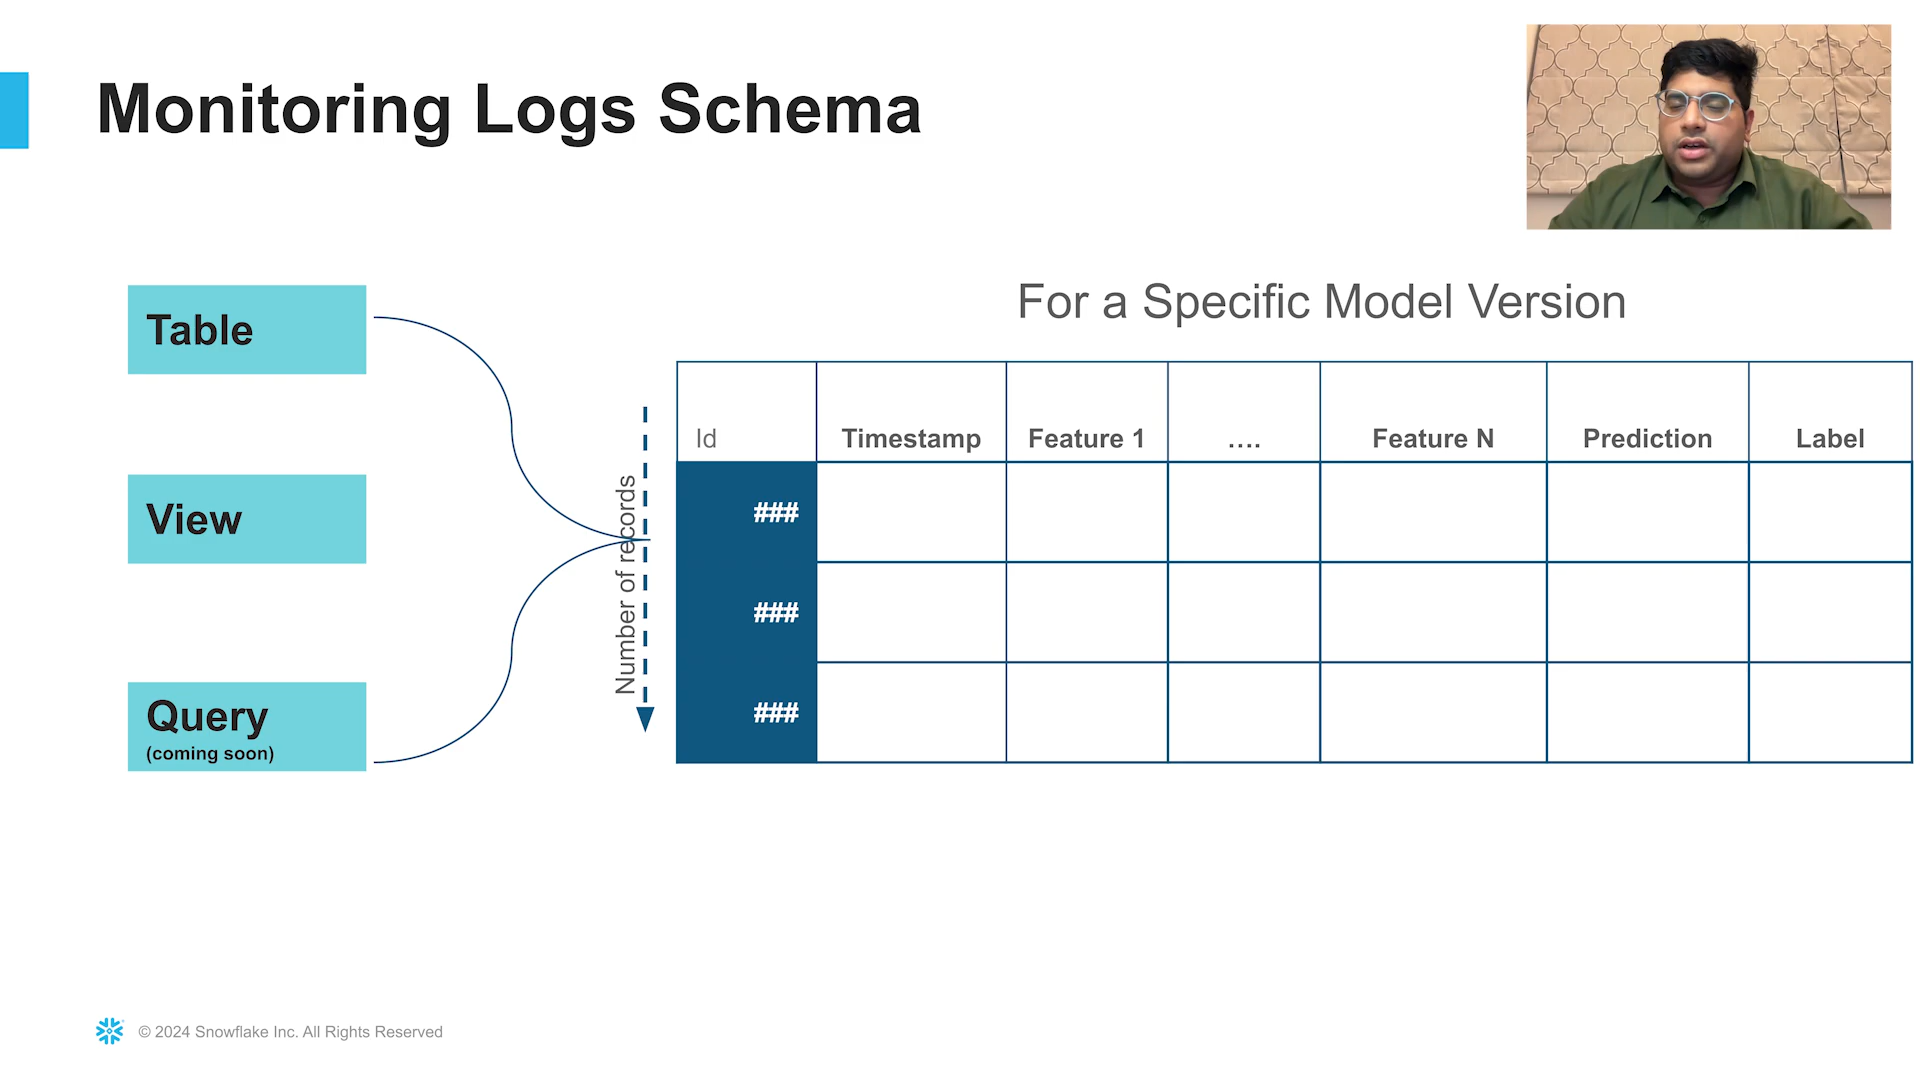 Monitoring Logs Schema
For a Specific Model Version
Table
View
Query
(coming soon)
Number of records
Id Timestamp Feature 1 .... Feature N Prediction Label
###
###
###
© 2024 Snowflake Inc. All Rights Reserved